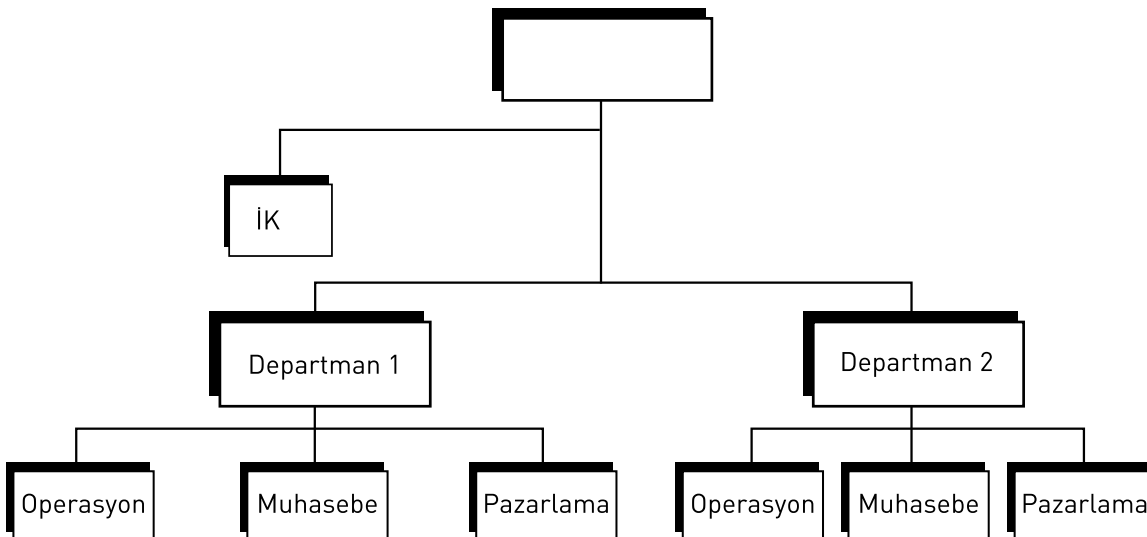 İK
Departman 1
Departman 2
Operasyon
Muhasebe
Pazarlama
Operasyon
Muhasebe
Pazarlama